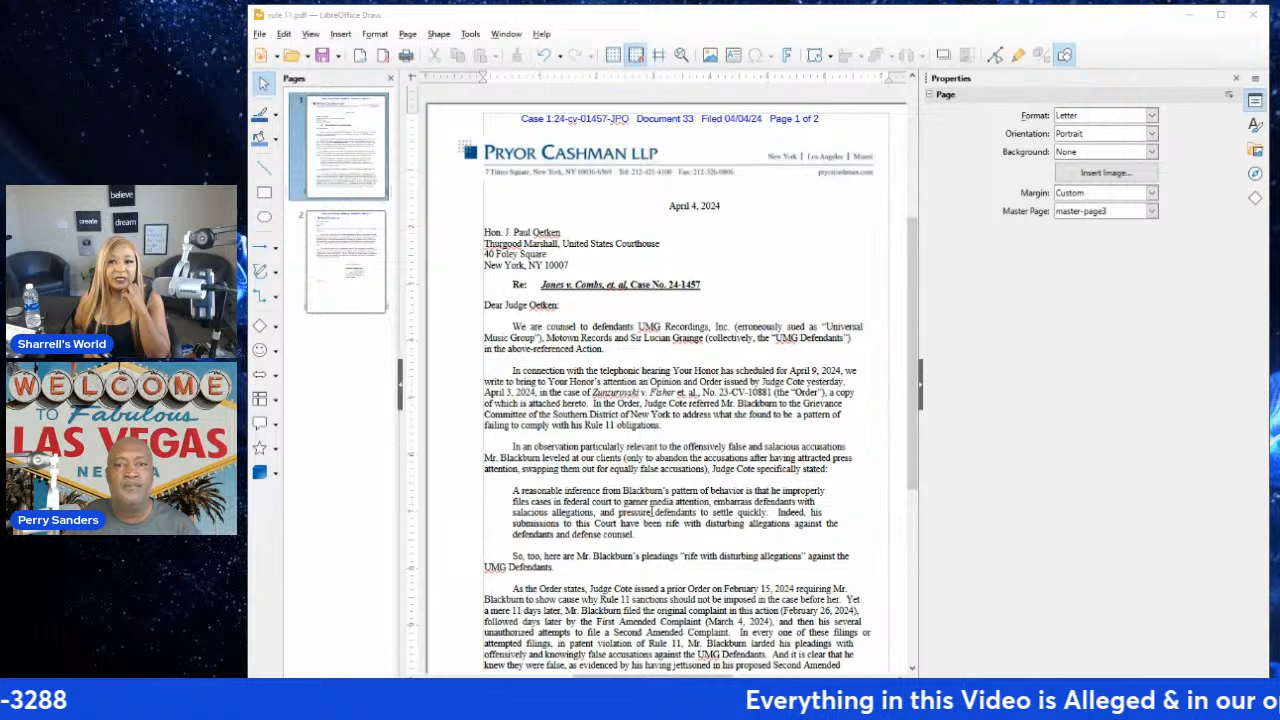 rule 11.pdf — LibreOffice Draw
File Edit View Insert Format Page Shape Tools Window Help
Pages
1
2
Properties
Page
Format: Letter
Orientation: Portrait
Background: None
Insert Image...
Margin: Custom
Master Page: master-page3
Case 1:24-cv-01457-JPO Document 33 Filed 04/04/24 Page 1 of 2
PRYOR CASHMAN LLP
New York | Los Angeles | Miami
7 Times Square, New York, NY 10036-6569 Tel: 212-421-4100 Fax: 212-326-0806
pryorcashman.com
April 4, 2024
Hon. J. Paul Oetken
Thurgood Marshall, United States Courthouse
40 Foley Square
New York, NY 10007
Re: Jones v. Combs, et. al, Case No. 24-1457
Dear Judge Oetken:
We are counsel to defendants UMG Recordings, Inc. (erroneously sued as “Universal
Music Group”), Motown Records and Sir Lucian Grainge (collectively, the “UMG Defendants”)
in the above-referenced Action.
In connection with the telephonic hearing Your Honor has scheduled for April 9, 2024, we
write to bring to Your Honor’s attention an Opinion and Order issued by Judge Cote yesterday,
April 3, 2024, in the case of Zunzurovski v. Fisher et. al., No. 23-CV-10881 (the “Order”), a copy
of which is attached hereto. In the Order, Judge Cote referred Mr. Blackburn to the Grievance
Committee of the Southern District of New York to address what she found to be a pattern of
failing to comply with his Rule 11 obligations.
In an observation particularly relevant to the offensively false and salacious accusations
Mr. Blackburn leveled at our clients (only to abandon the accusations after having attracted press
attention, swapping them out for equally false accusations), Judge Cote specifically stated:
A reasonable inference from Blackburn’s pattern of behavior is that he improperly
files cases in federal court to garner media attention, embarrass defendants with
salacious allegations, and pressure defendants to settle quickly. Indeed, his
submissions to this Court have been rife with disturbing allegations against the
defendants and defense counsel.
So, too, here are Mr. Blackburn’s pleadings “rife with disturbing allegations” against the
UMG Defendants.
As the Order states, Judge Cote issued a prior Order on February 15, 2024 requiring Mr.
Blackburn to show cause why Rule 11 sanctions should not be imposed in the case before her. Yet
a mere 11 days later, Mr. Blackburn filed the original complaint in this action (February 26, 2024),
followed days later by the First Amended Complaint (March 4, 2024), and then his several
unauthorized attempts to file a Second Amended Complaint. In every one of these filings or
attempted filings, in patent violation of Rule 11, Mr. Blackburn larded his pleadings with
offensively and knowingly false accusations against the UMG Defendants. And it is clear that he
knew they were false, as evidenced by his having jettisoned in his proposed Second Amended
believe
create
dream
Sharrell's World
WELCOME
TO Fabulous
LAS VEGAS
Perry Sanders
-3288
Everything in this Video is Alleged & in our o